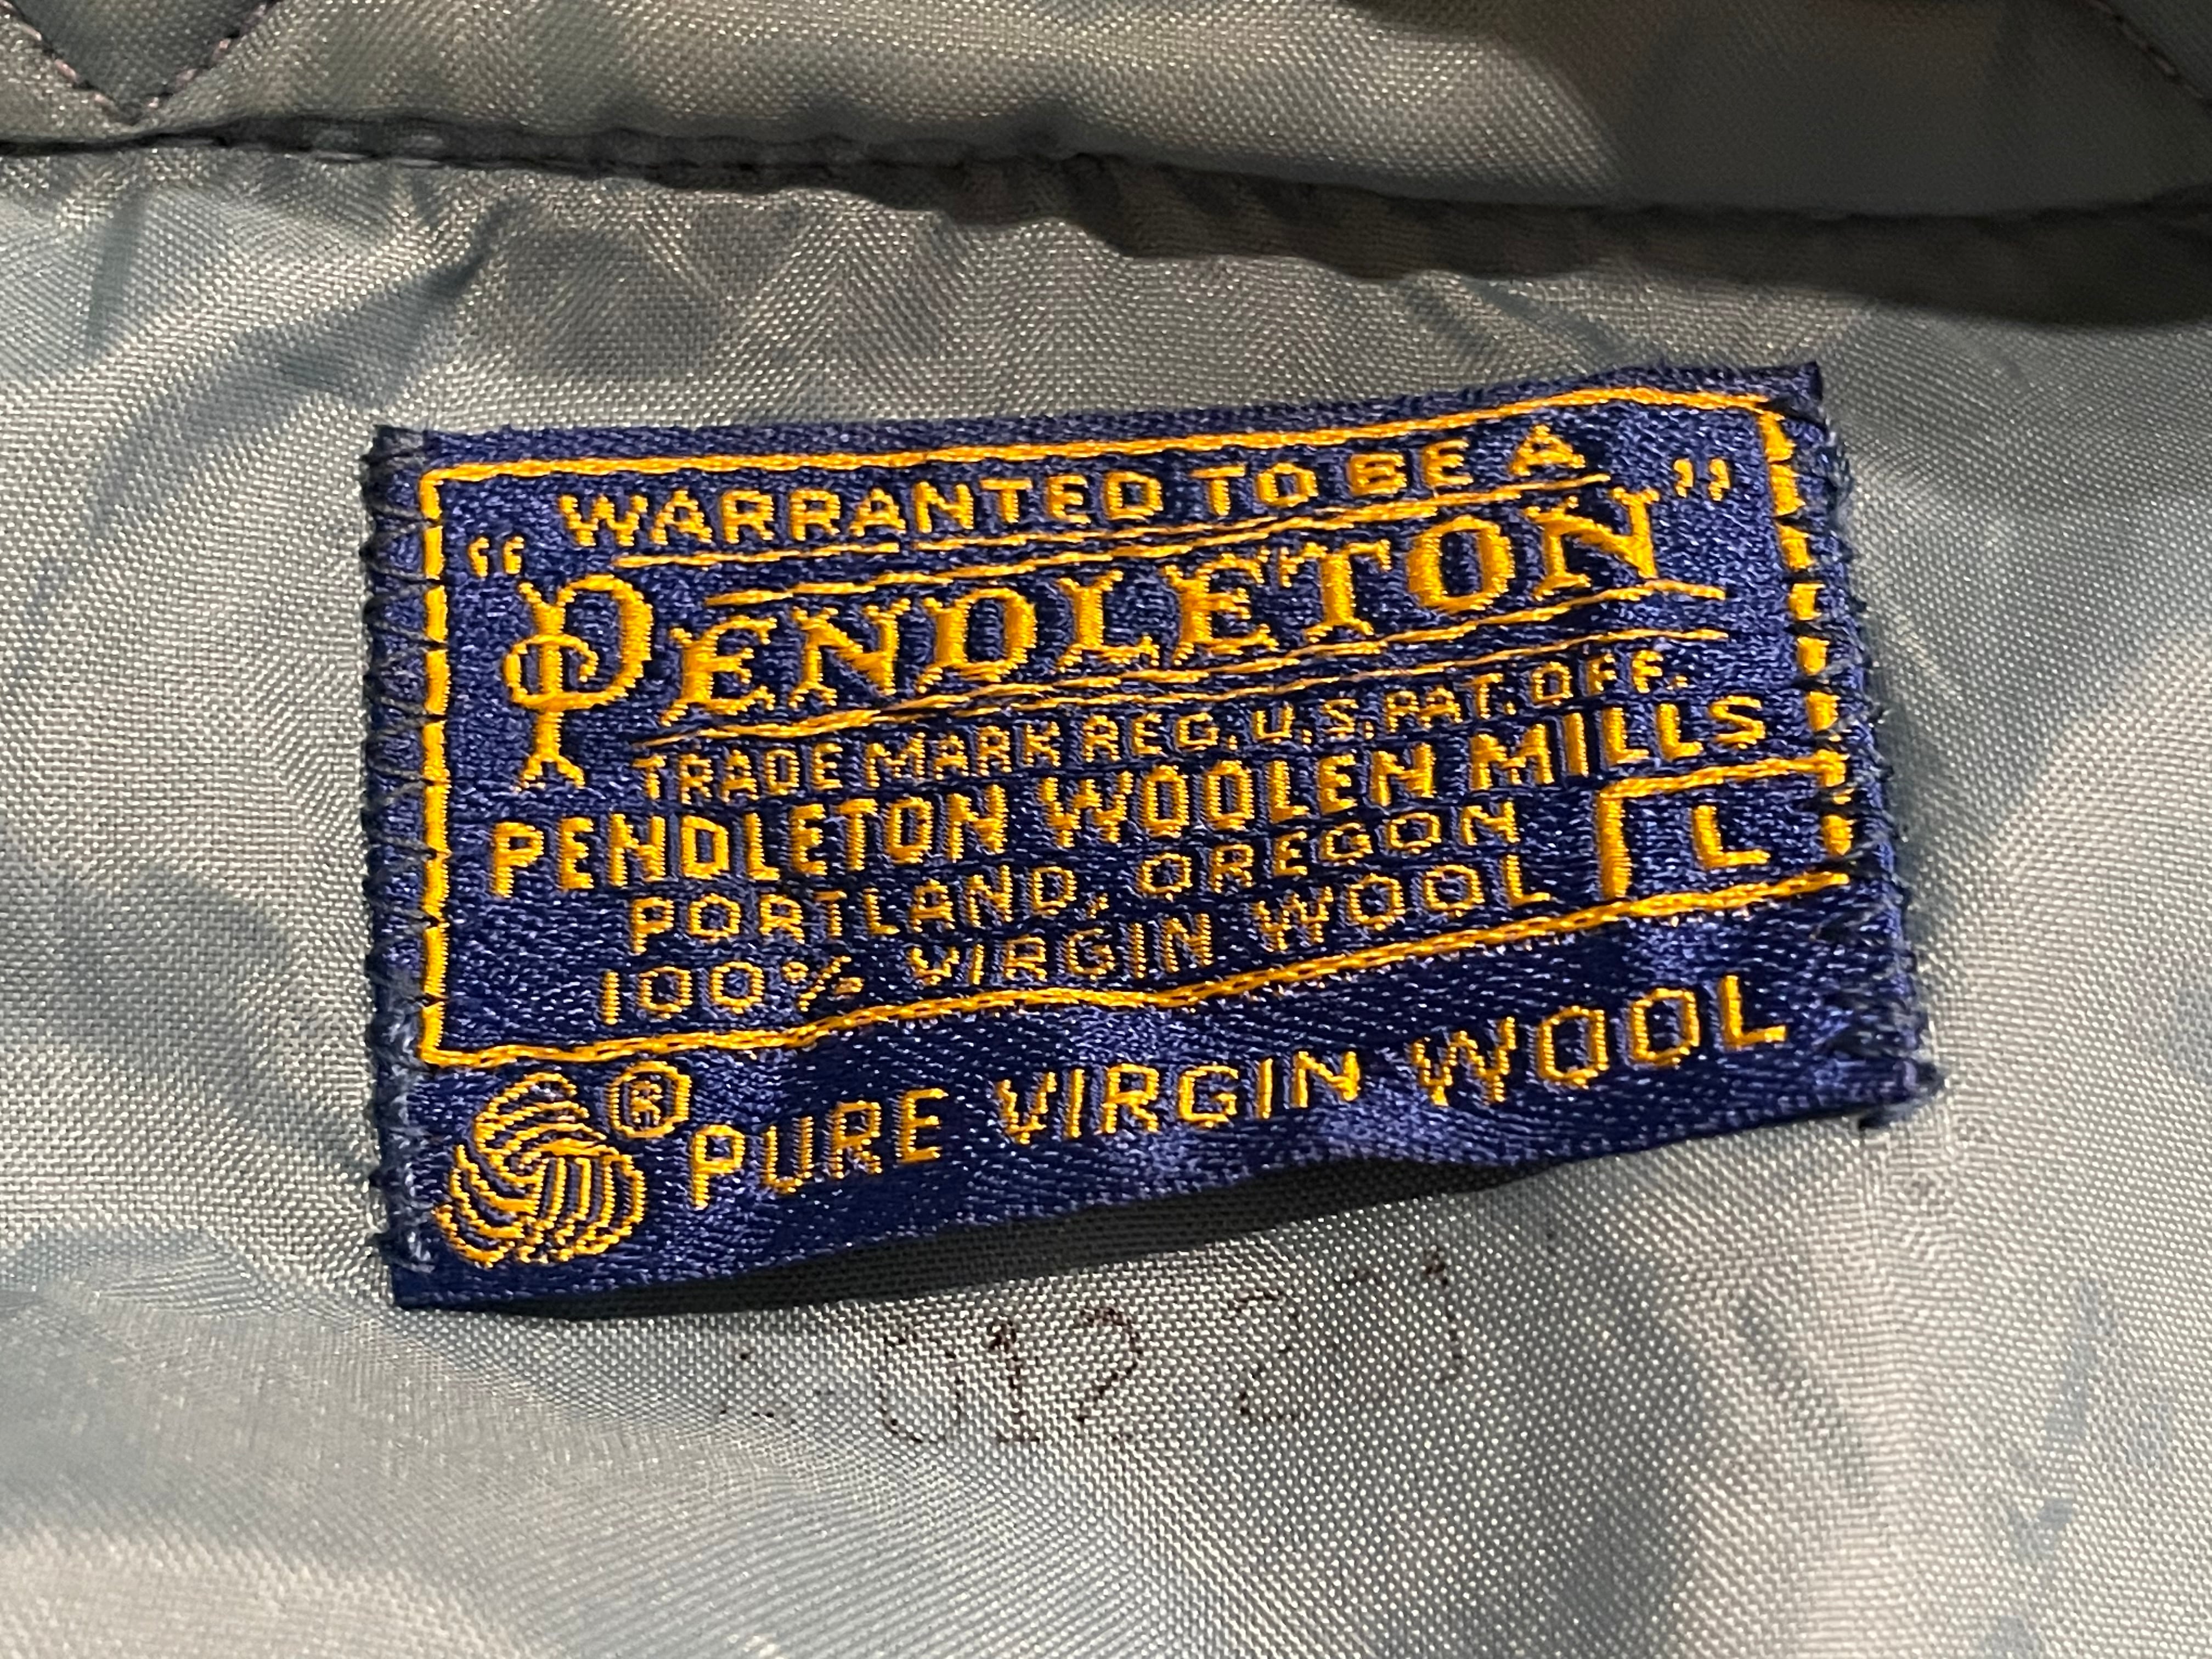 WARRANTED TO BE A
"PENDLETON"
TRADE MARK REG. U.S. PAT. OFF.
PENDLETON WOOLEN MILLS
PORTLAND, OREGON
100% VIRGIN WOOL
L
® PURE VIRGIN WOOL